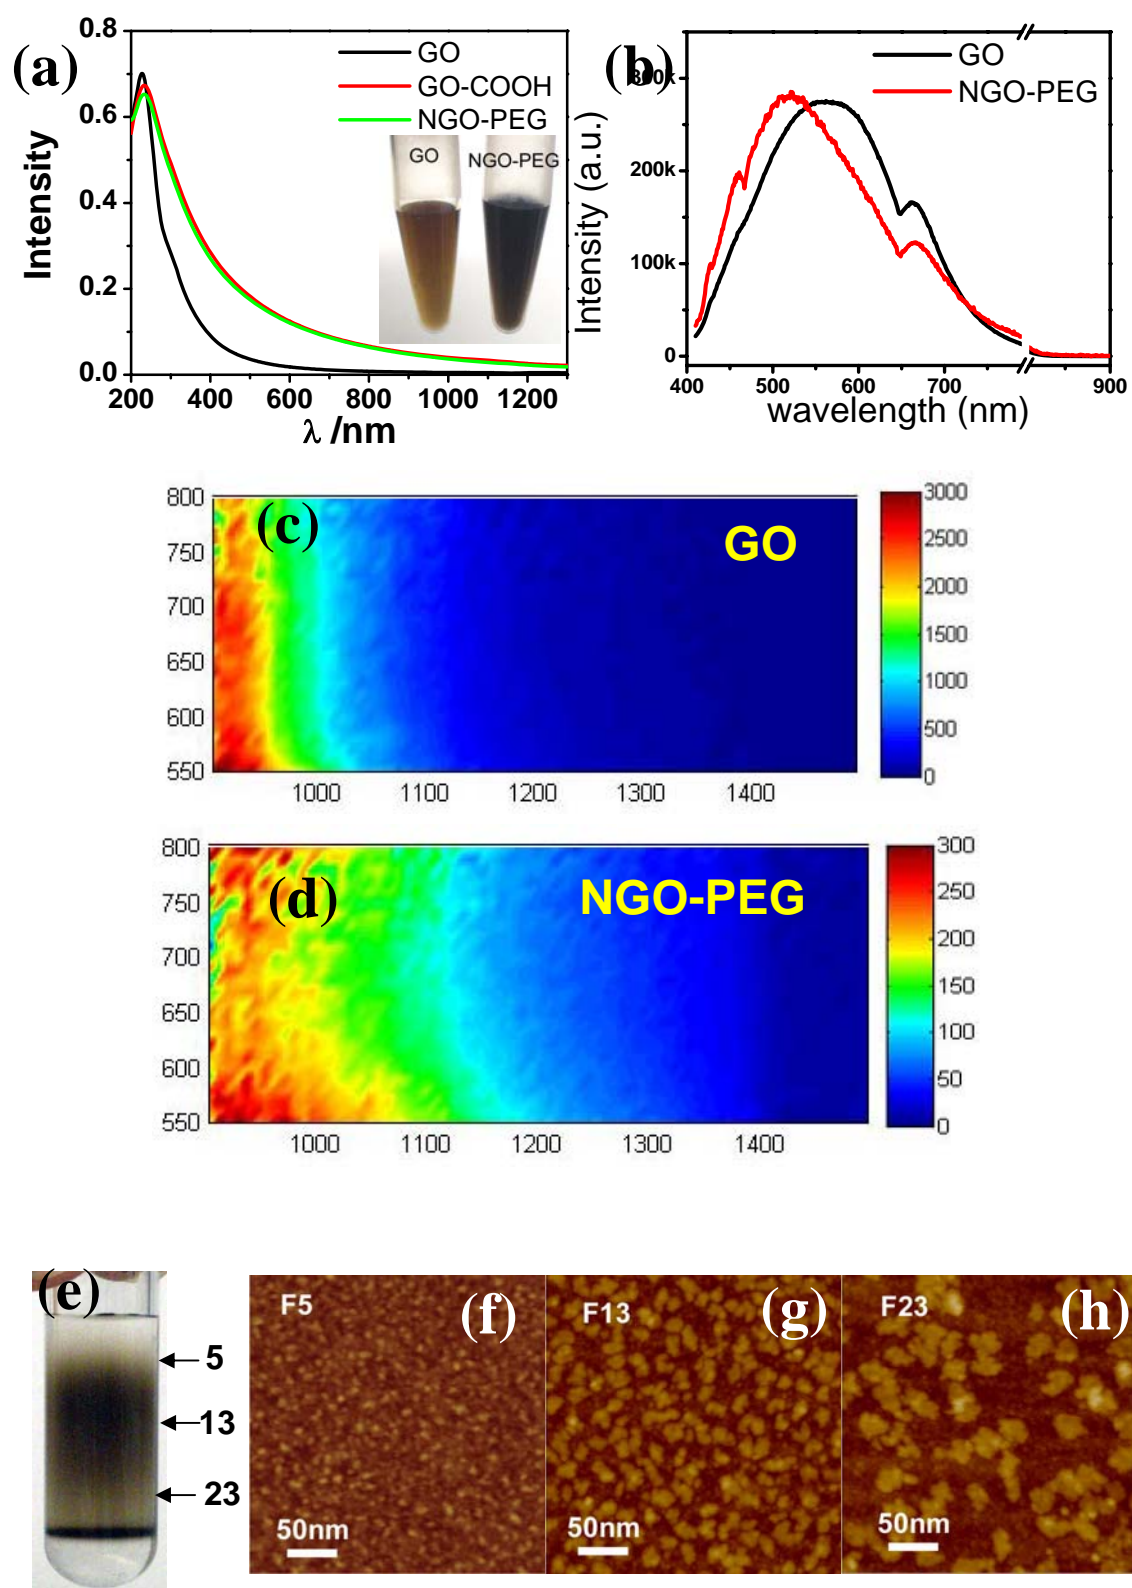 (a)
0.8
0.6
0.4
0.2
0.0
Intensity
GO
GO-COOH
NGO-PEG
GO
NGO-PEG
200 400 600 800 1000 1200
λ /nm
(b)
200k
100k
0
Intensity (a.u.)
GO
NGO-PEG
400 500 600 700 900
wavelength (nm)
(c)
GO
800
750
700
650
600
550
1000 1100 1200 1300 1400
3000
2500
2000
1500
1000
500
0
(d)
NGO-PEG
800
750
700
650
600
550
1000 1100 1200 1300 1400
300
250
200
150
100
50
0
(e)
5
13
23
F5
(f)
50nm
F13
(g)
50nm
F23
(h)
50nm